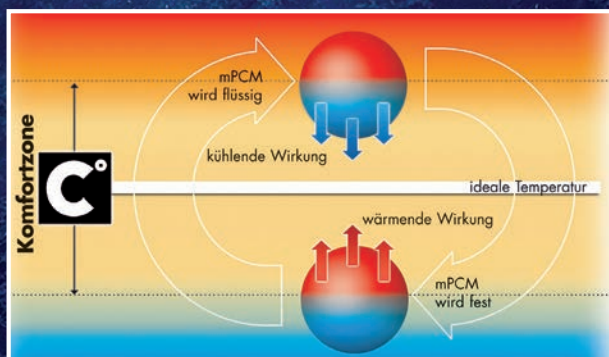 mPCM
wird flüssig
kühlende Wirkung
Komfortzone
C°
ideale Temperatur
wärmende Wirkung
mPCM
wird fest